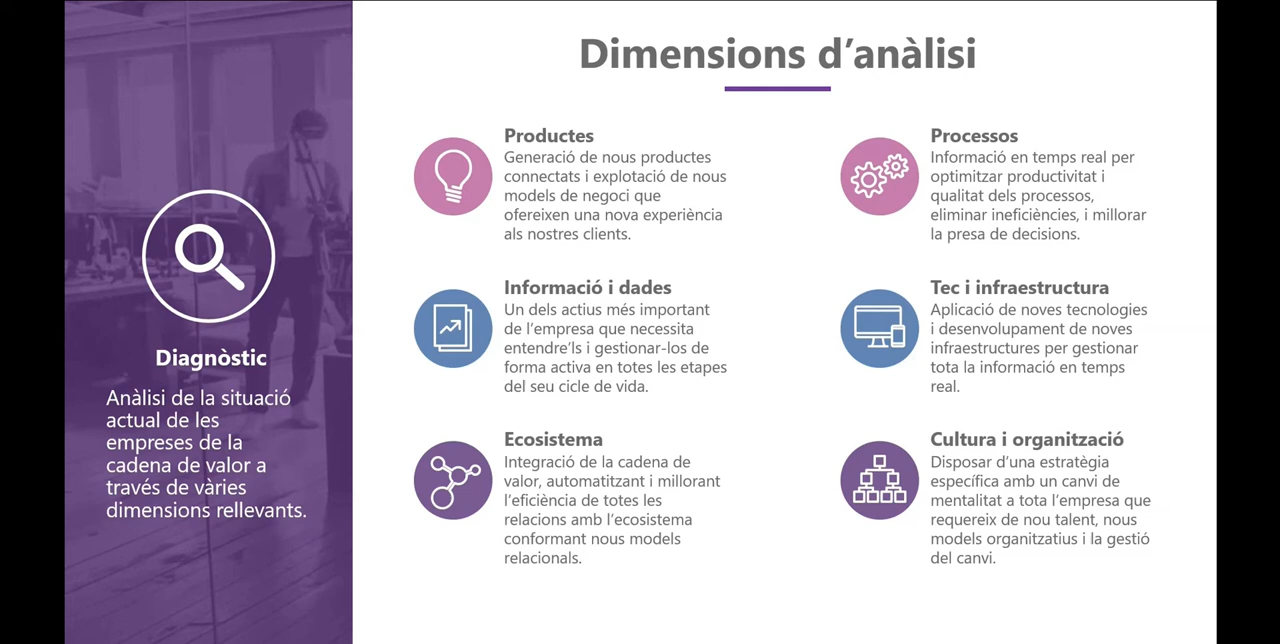 Dimensions d’anàlisi
Diagnòstic
Anàlisi de la situació
actual de les
empreses de la
cadena de valor a
través de vàries
dimensions rellevants.
Productes
Generació de nous productes
connectats i explotació de nous
models de negoci que
ofereixen una nova experiència
als nostres clients.
Processos
Informació en temps real per
optimitzar productivitat i
qualitat dels processos,
eliminar ineficiències, i millorar
la presa de decisions.
Informació i dades
Un dels actius més important
de l’empresa que necessita
entendre’ls i gestionar-los de
forma activa en totes les etapes
del seu cicle de vida.
Tec i infraestructura
Aplicació de noves tecnologies
i desenvolupament de noves
infraestructures per gestionar
tota la informació en temps
real.
Ecosistema
Integració de la cadena de
valor, automatitzant i millorant
l’eficiència de totes les
relacions amb l’ecosistema
conformant nous models
relacionals.
Cultura i organització
Disposar d’una estratègia
específica amb un canvi de
mentalitat a tota l’empresa que
requereix de nou talent, nous
models organitzatius i la gestió
del canvi.